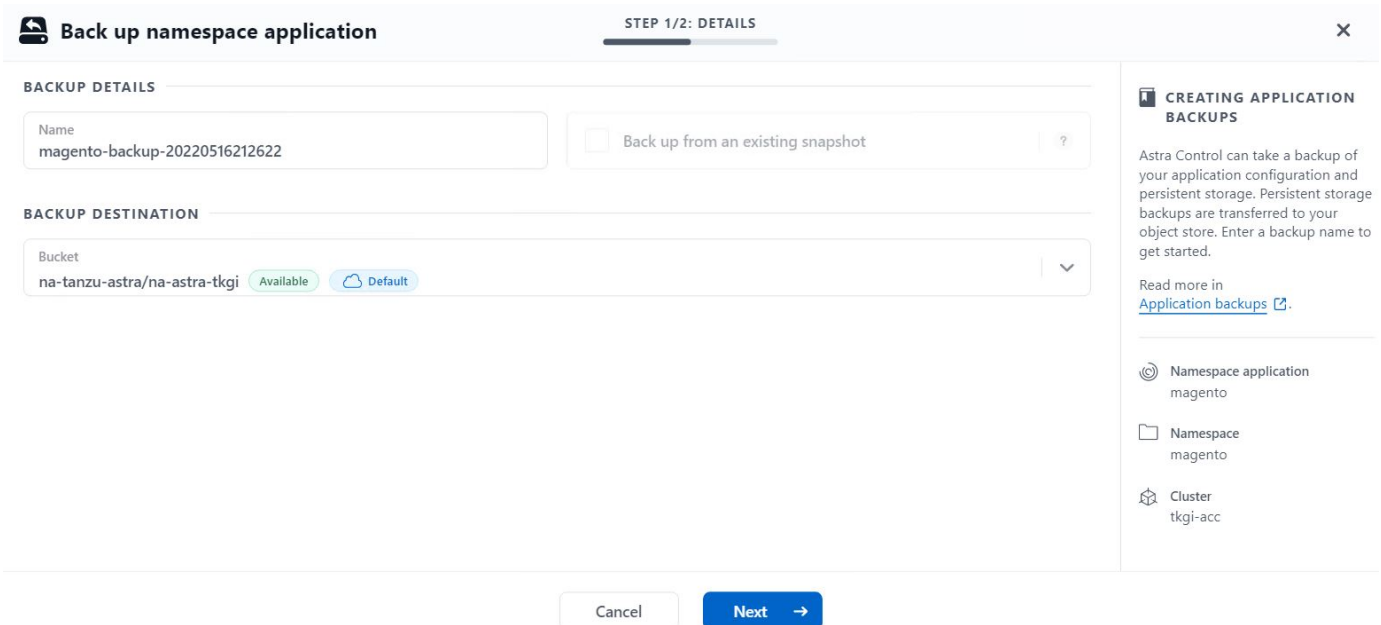 Back up namespace application
STEP 1/2: DETAILS
BACKUP DETAILS
Name
magento-backup-20220516212622
Back up from an existing snapshot
?
BACKUP DESTINATION
Bucket
na-tanzu-astra/na-astra-tkgi Available Default
CREATING APPLICATION
BACKUPS
Astra Control can take a backup of
your application configuration and
persistent storage. Persistent storage
backups are transferred to your
object store. Enter a backup name to
get started.
Read more in
Application backups .
Namespace application
magento
Namespace
magento
Cluster
tkgi-acc
Cancel
Next →